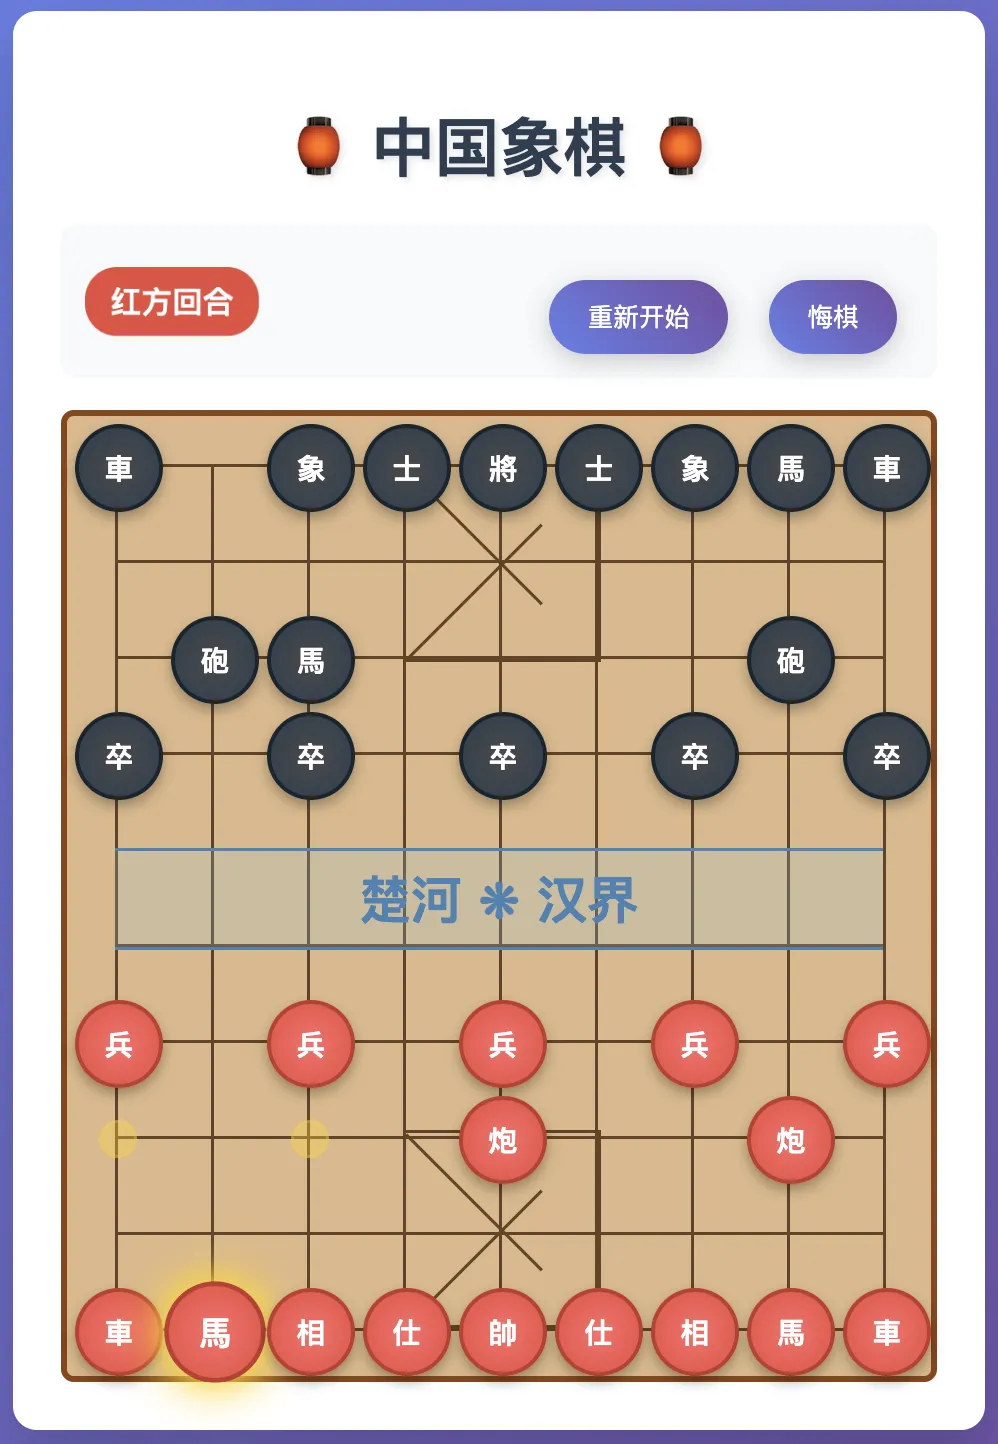 🏮 中国象棋 🏮
红方回合
重新开始
悔棋
車 象 士 將 士 象 馬 車
砲 馬 砲
卒 卒 卒 卒 卒
楚河 ❋ 汉界
兵 兵 兵 兵 兵
炮 炮
車 馬 相 仕 帥 仕 相 馬 車